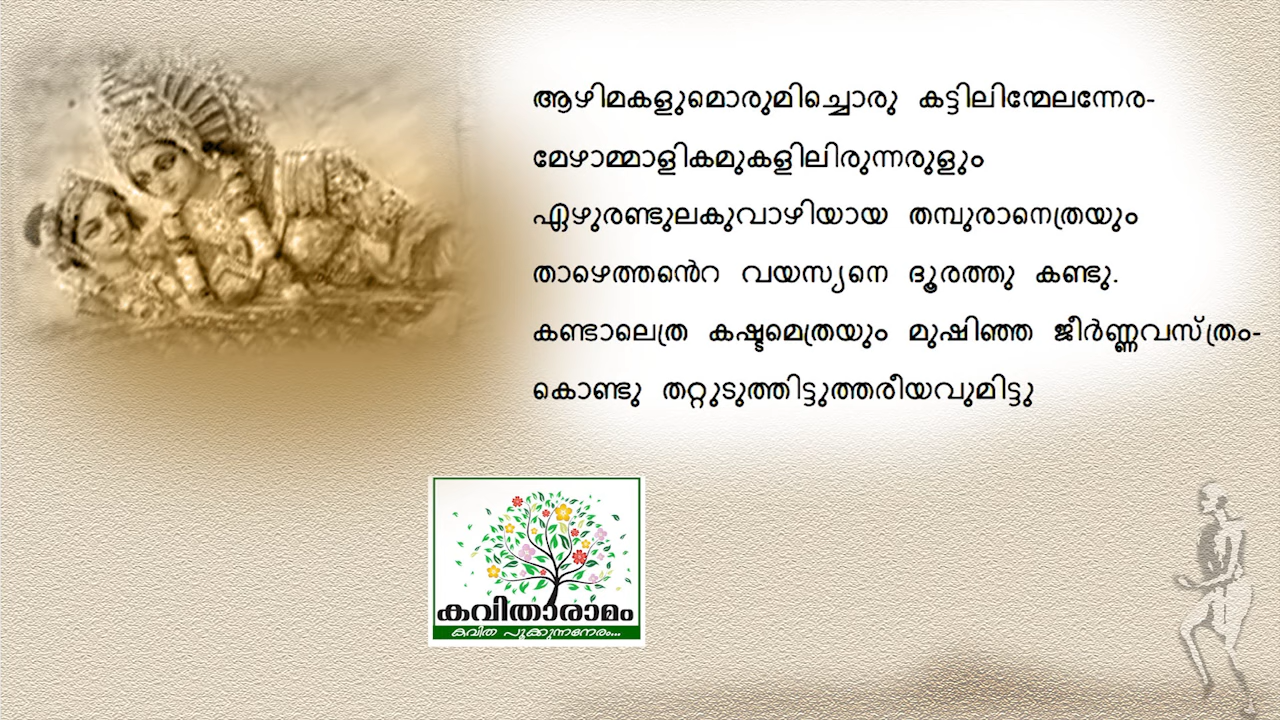 ആഴിമകളുമൊരുമിച്ചൊരു കട്ടിലിന്മേലന്നേര-
മേഴാമ്മാളികമുകളിലിരുന്നരുളും
ഏഴുരണ്ടുലകുവാഴിയായ തമ്പുരാനെത്രയും
താഴെത്തൻെറ വയസ്യനെ ദൂരത്തു കണ്ടു.
കണ്ടാലെത്ര കഷ്ടമെത്രയും മുഷിഞ്ഞ ജീർണ്ണവസ്ത്രം-
കൊണ്ടു തറ്റുടുത്തിട്ടുത്തരീയവുമിട്ടു
കവിതാരാമം
കവിത പൂക്കുന്നനേരം...